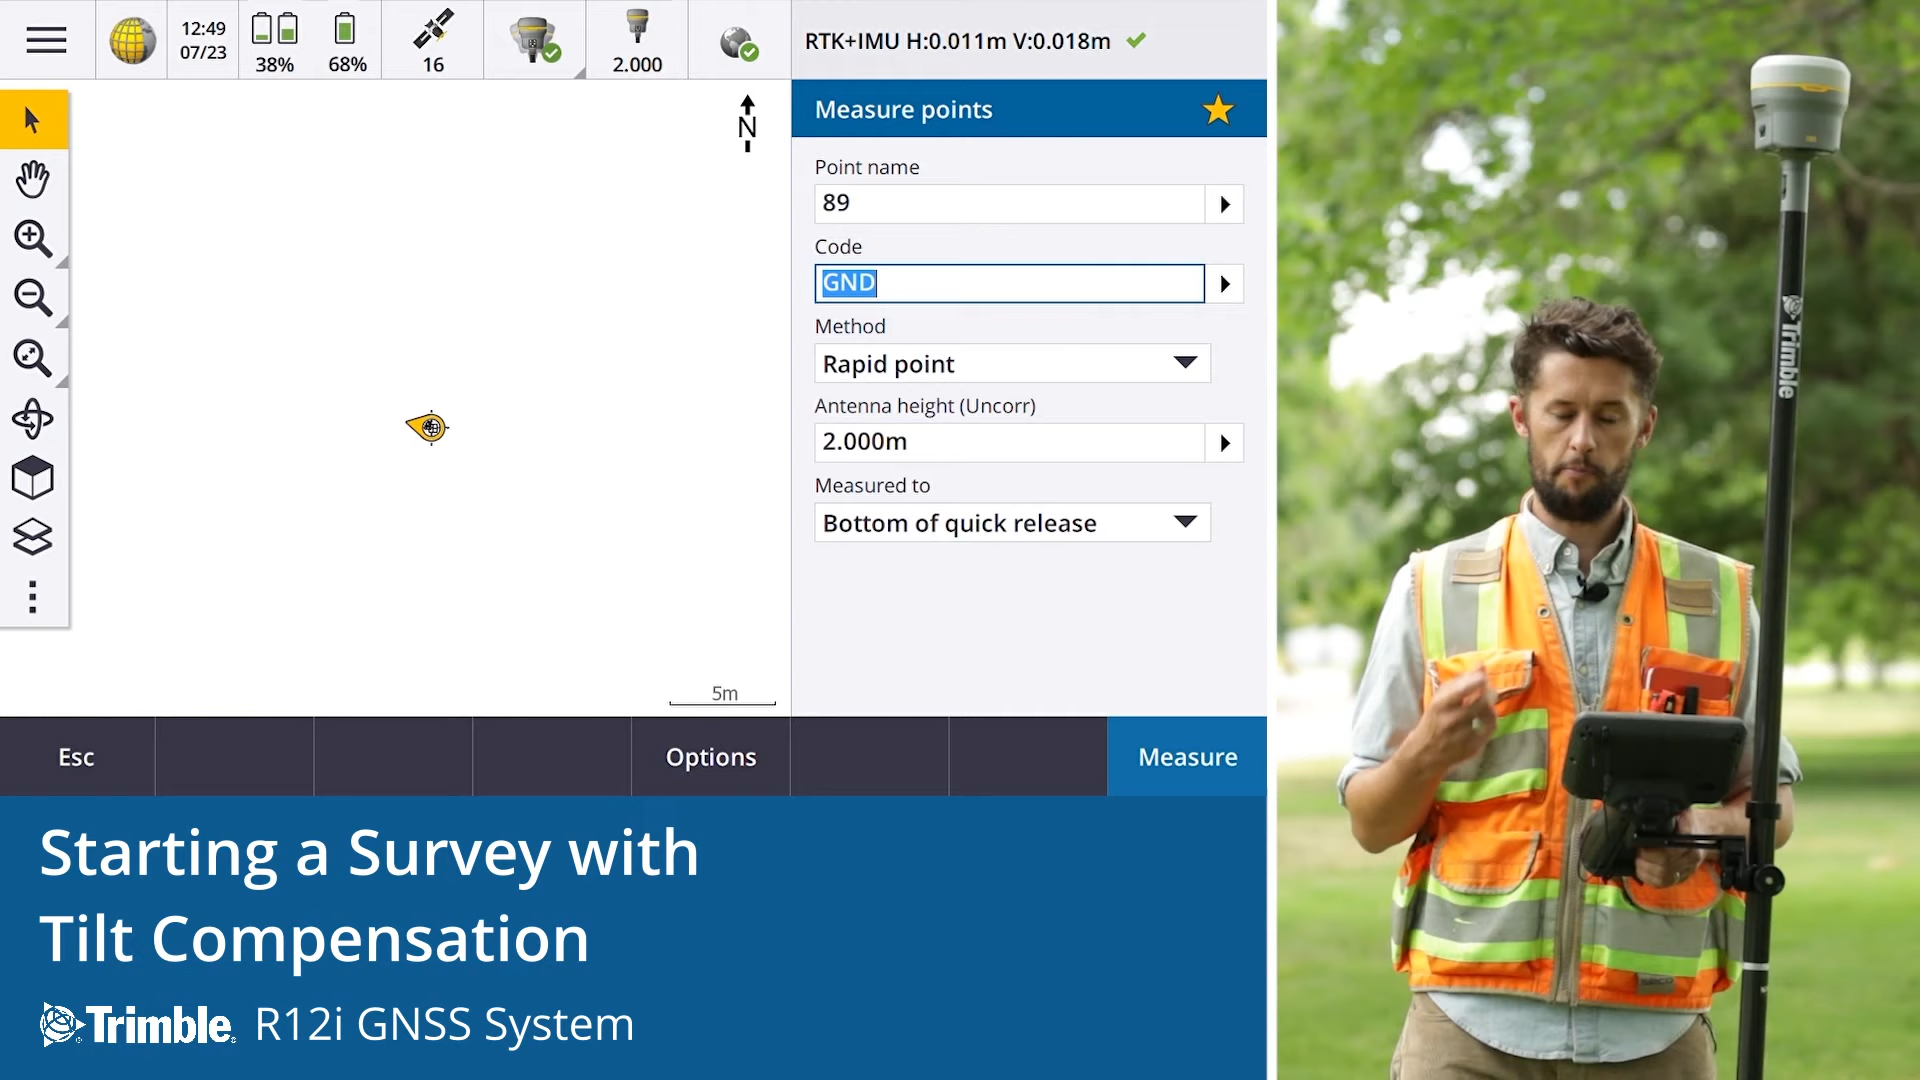 12:49
07/23
38%
68%
16
2.000
RTK+IMU H:0.011m V:0.018m
Measure points
N
Point name
89
Code
GND
Method
Rapid point
Antenna height (Uncorr)
2.000m
Measured to
Bottom of quick release
5m
Esc
Options
Measure
Starting a Survey with
Tilt Compensation
Trimble. R12i GNSS System
Trimble